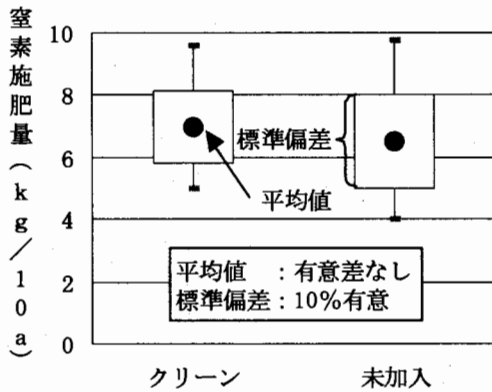 窒素施肥量(kg/10a)
10
8
6
4
2
0
標準偏差
平均値
平均値　：有意差なし
標準偏差：10%有意
クリーン
未加入